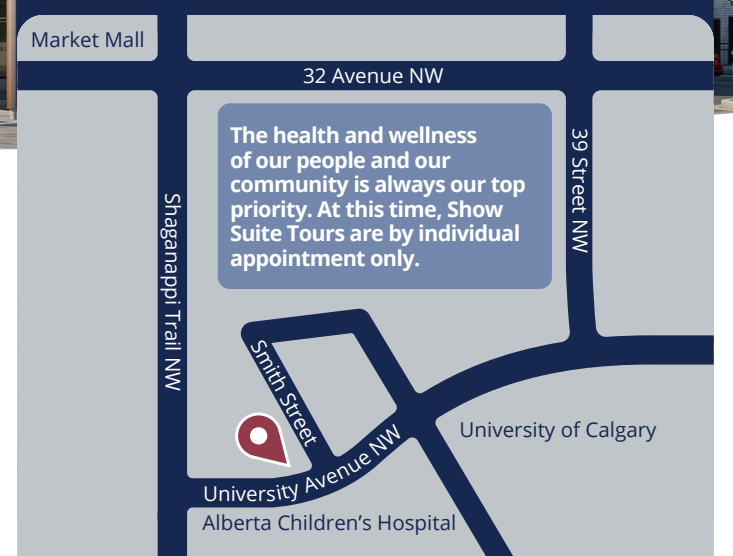 Market Mall
32 Avenue NW
The health and wellness
of our people and our
community is always our top
priority. At this time, Show
Suite Tours are by individual
appointment only.
39 Street NW
Shaganappi Trail NW
Smith Street
University of Calgary
University Avenue NW
Alberta Children’s Hospital